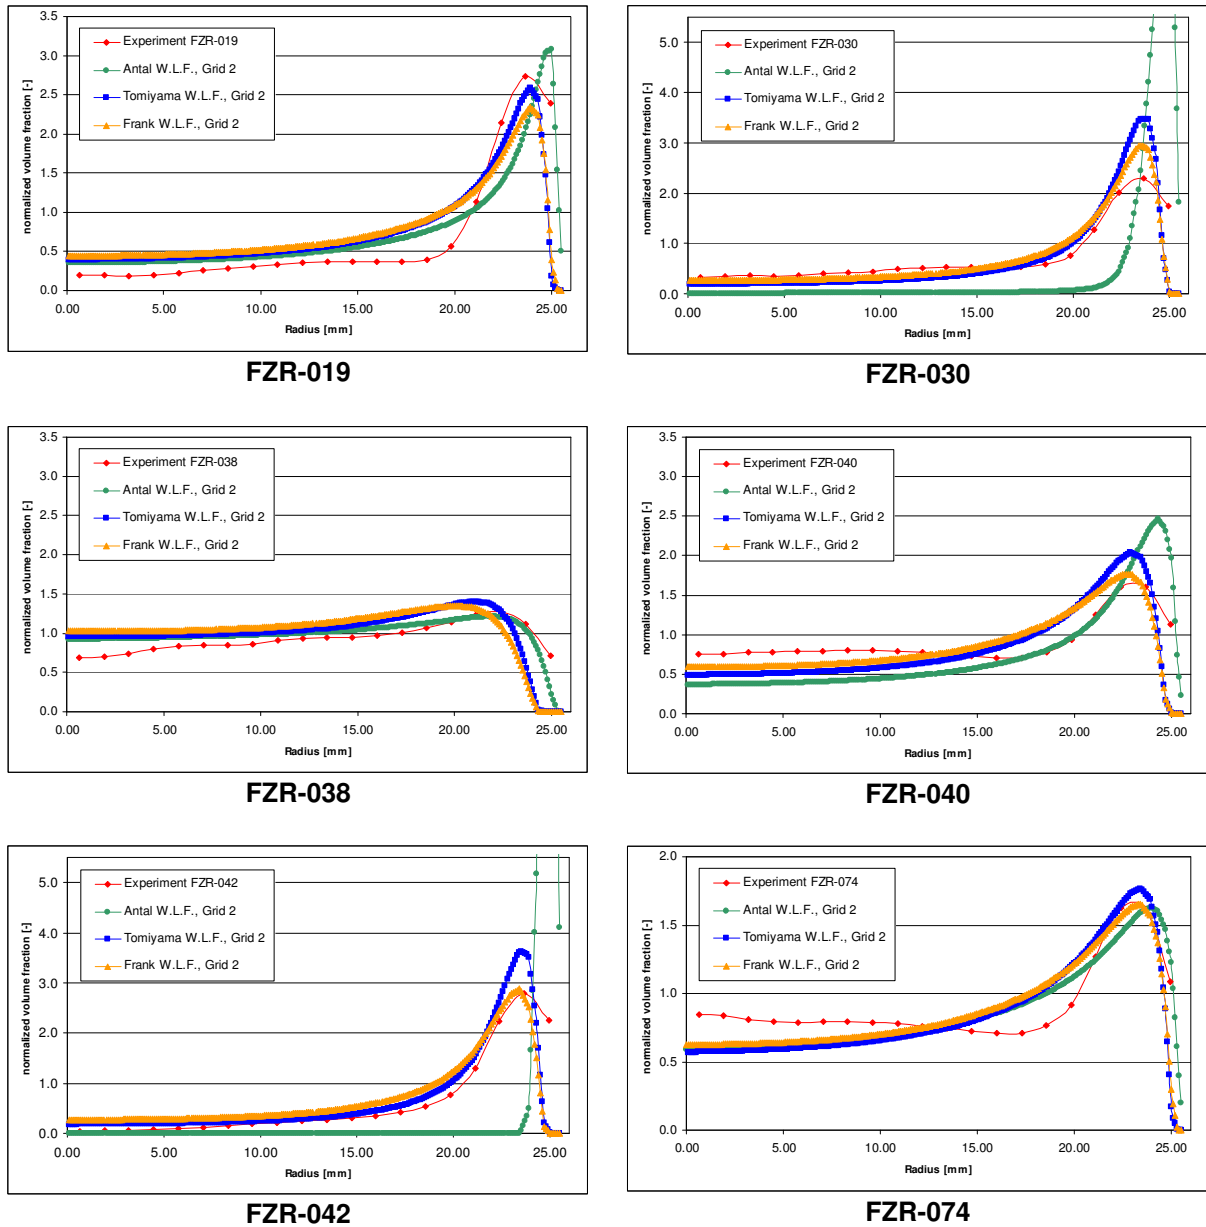 3.5
3.0
2.5
2.0
1.5
1.0
0.5
0.0
normalized volume fraction [-]
Experiment FZR-019
Antal W.L.F., Grid 2
Tomiyama W.L.F., Grid 2
Frank W.L.F., Grid 2
0.00 5.00 10.00 15.00 20.00 25.00
Radius [mm]
FZR-019
5.0
4.0
3.0
2.0
1.0
0.0
normalized volume fraction [-]
Experiment FZR-030
Antal W.L.F., Grid 2
Tomiyama W.L.F., Grid 2
Frank W.L.F., Grid 2
0.00 5.00 10.00 15.00 20.00 25.00
Radius [mm]
FZR-030
3.5
3.0
2.5
2.0
1.5
1.0
0.5
0.0
normalized volume fraction [-]
Experiment FZR-038
Antal W.L.F., Grid 2
Tomiyama W.L.F., Grid 2
Frank W.L.F., Grid 2
0.00 5.00 10.00 15.00 20.00 25.00
Radius [mm]
FZR-038
3.5
3.0
2.5
2.0
1.5
1.0
0.5
0.0
normalized volume fraction [-]
Experiment FZR-040
Antal W.L.F., Grid 2
Tomiyama W.L.F., Grid 2
Frank W.L.F., Grid 2
0.00 5.00 10.00 15.00 20.00 25.00
Radius [mm]
FZR-040
5.0
4.0
3.0
2.0
1.0
0.0
normalized volume fraction [-]
Experiment FZR-042
Antal W.L.F., Grid 2
Tomiyama W.L.F., Grid 2
Frank W.L.F., Grid 2
0.00 5.00 10.00 15.00 20.00 25.00
Radius [mm]
FZR-042
2.0
1.5
1.0
0.5
0.0
normalized volume fraction [-]
Experiment FZR-074
Antal W.L.F., Grid 2
Tomiyama W.L.F., Grid 2
Frank W.L.F., Grid 2
0.00 5.00 10.00 15.00 20.00 25.00
Radius [mm]
FZR-074